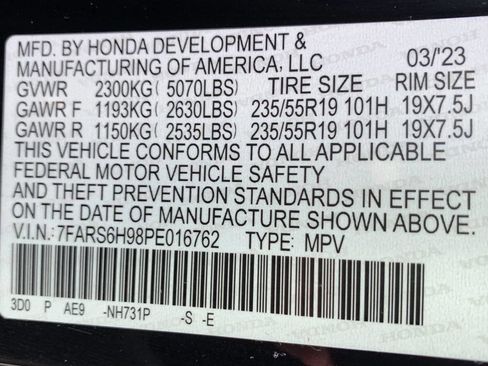 MFD. BY HONDA DEVELOPMENT &
MANUFACTURING OF AMERICA, LLC 03/'23
GVWR 2300KG( 5070LBS) TIRE SIZE RIM SIZE
GAWR F 1193KG( 2630LBS) 235/55R19 101H 19X7.5J
GAWR R 1150KG( 2535LBS) 235/55R19 101H 19X7.5J
THIS VEHICLE CONFORMS TO ALL APPLICABLE
FEDERAL MOTOR VEHICLE SAFETY
AND THEFT PREVENTION STANDARDS IN EFFECT
ON THE DATE OF MANUFACTURE SHOWN ABOVE.
V.I.N.: 7FARS6H98PE016762 TYPE: MPV
3D0 P AE9 -NH731P -S -E